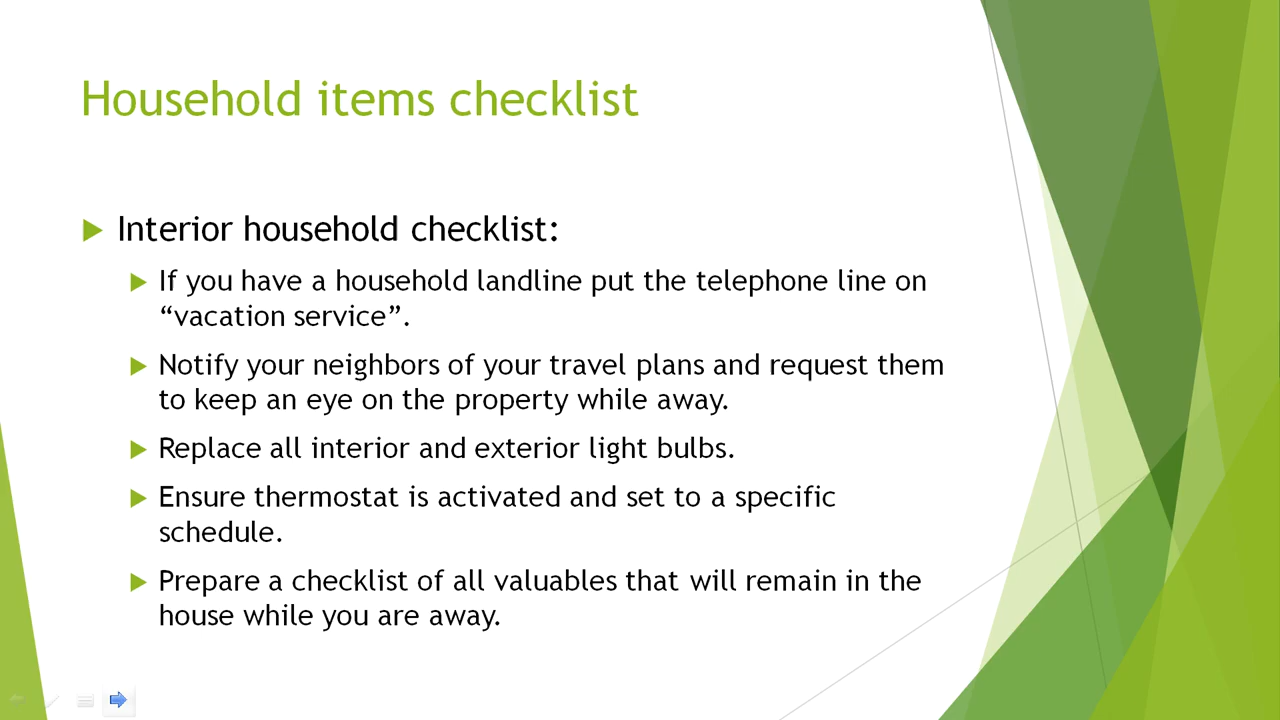 Household items checklist
Interior household checklist:
If you have a household landline put the telephone line on
“vacation service”.
Notify your neighbors of your travel plans and request them
to keep an eye on the property while away.
Replace all interior and exterior light bulbs.
Ensure thermostat is activated and set to a specific
schedule.
Prepare a checklist of all valuables that will remain in the
house while you are away.